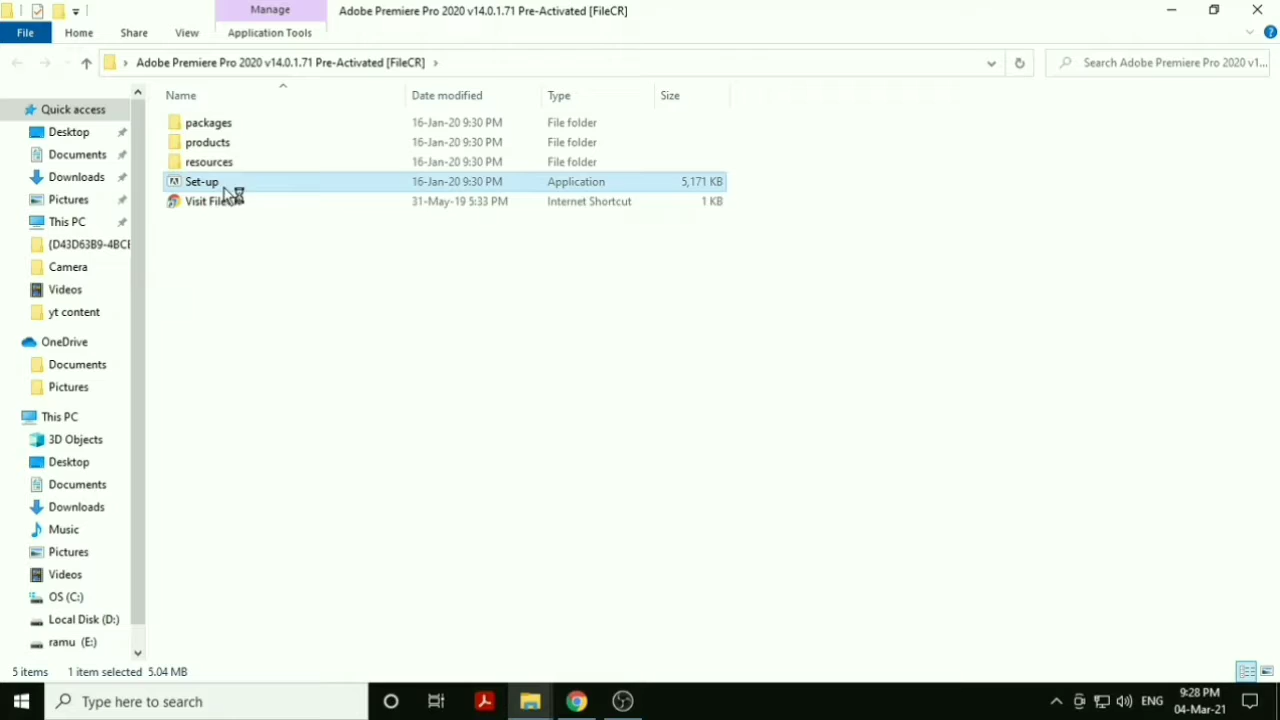 Manage
Adobe Premiere Pro 2020 v14.0.1.71 Pre-Activated [FileCR]
File Home Share View Application Tools
Adobe Premiere Pro 2020 v14.0.1.71 Pre-Activated [FileCR]
Search Adobe Premiere Pro 2020 v1...
Name Date modified Type Size
packages 16-Jan-20 9:30 PM File folder
products 16-Jan-20 9:30 PM File folder
resources 16-Jan-20 9:30 PM File folder
Set-up 16-Jan-20 9:30 PM Application 5,171 KB
Visit 31-May-19 5:33 PM Internet Shortcut 1 KB
Quick access
Desktop
Documents
Downloads
Pictures
This PC
{D43D63B9-4BCE
Camera
Videos
yt content
OneDrive
Documents
Pictures
This PC
3D Objects
Desktop
Documents
Downloads
Music
Pictures
Videos
OS (C:)
Local Disk (D:)
ramu (E:)
5 items 1 item selected 5.04 MB
Type here to search
ENG
9:28 PM
04-Mar-21